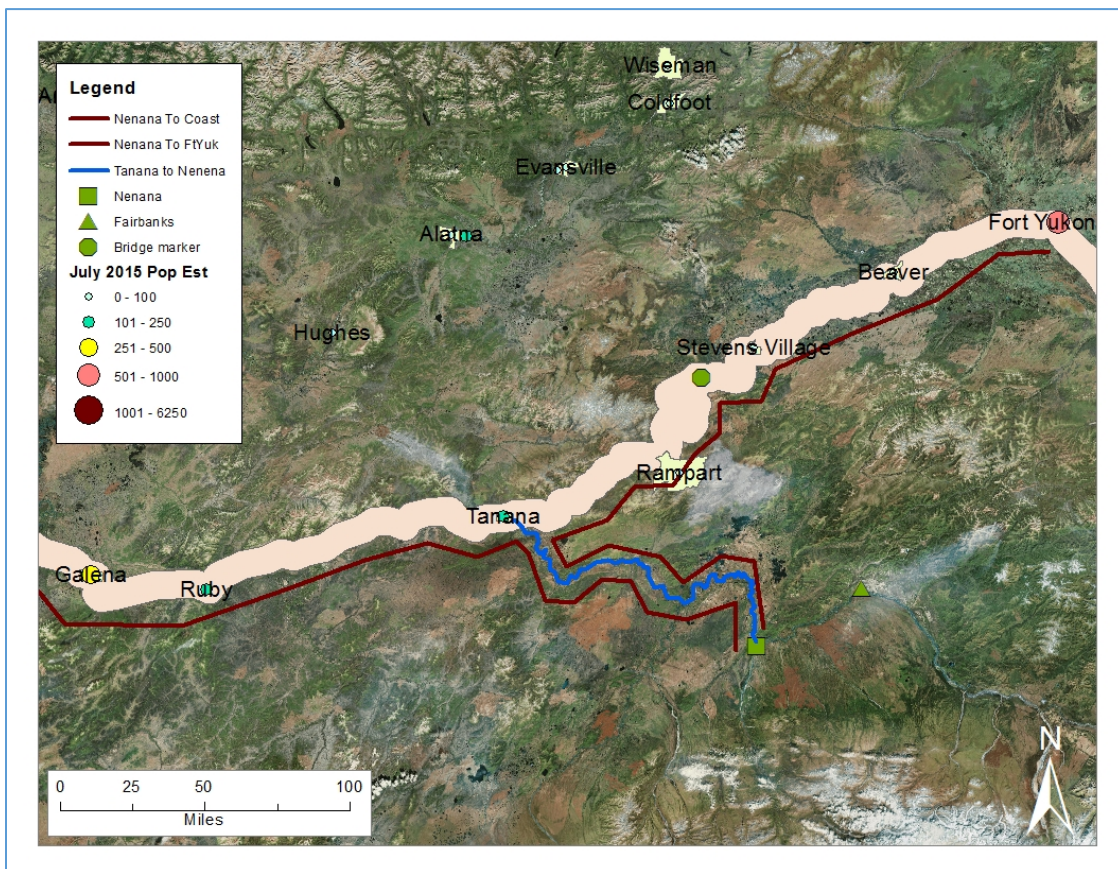 Wiseman
Coldfoot
Legend
Nenana To Coast
Nenana To FtYuk
Tanana to Nenena
Nenana
Fairbanks
Bridge marker
July 2015 Pop Est
0 - 100
101 - 250
251 - 500
501 - 1000
1001 - 6250
Evansville
Alatna
Fort Yukon
Beaver
Hughes
Stevens Village
Rampart
Tanana
Galena
Ruby
N
0 50 100
Miles